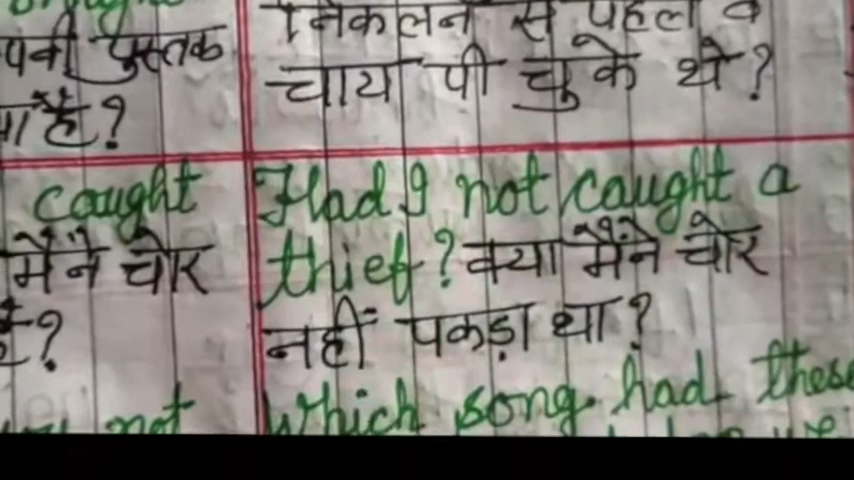 पनी पुस्तक
है?
निकलने से पहले वे
चाय पी चुके थे?
caught
मैंने चोर
है?
not
Had I not caught a
thief? क्या मैंने चोर
नहीं पकड़ा था?
Which song had these